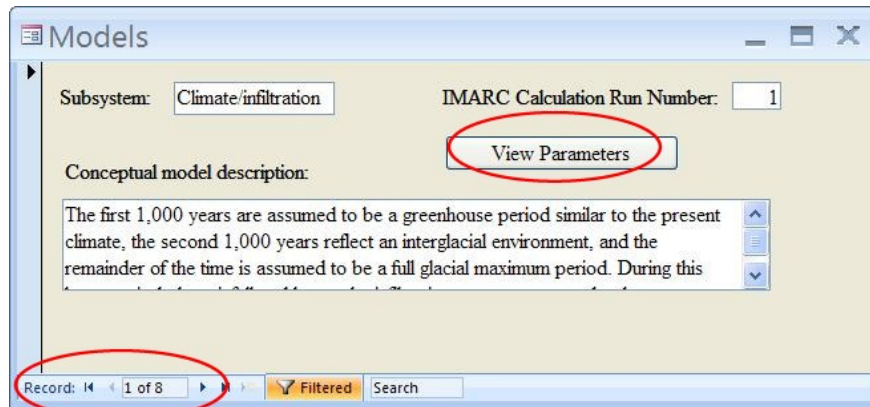 Models
Subsystem: Climate/infiltration IMARC Calculation Run Number: 1
View Parameters
Conceptual model description:
The first 1,000 years are assumed to be a greenhouse period similar to the present
climate, the second 1,000 years reflect an interglacial environment, and the
remainder of the time is assumed to be a full glacial maximum period. During this
Record: 1 of 8 Filtered Search